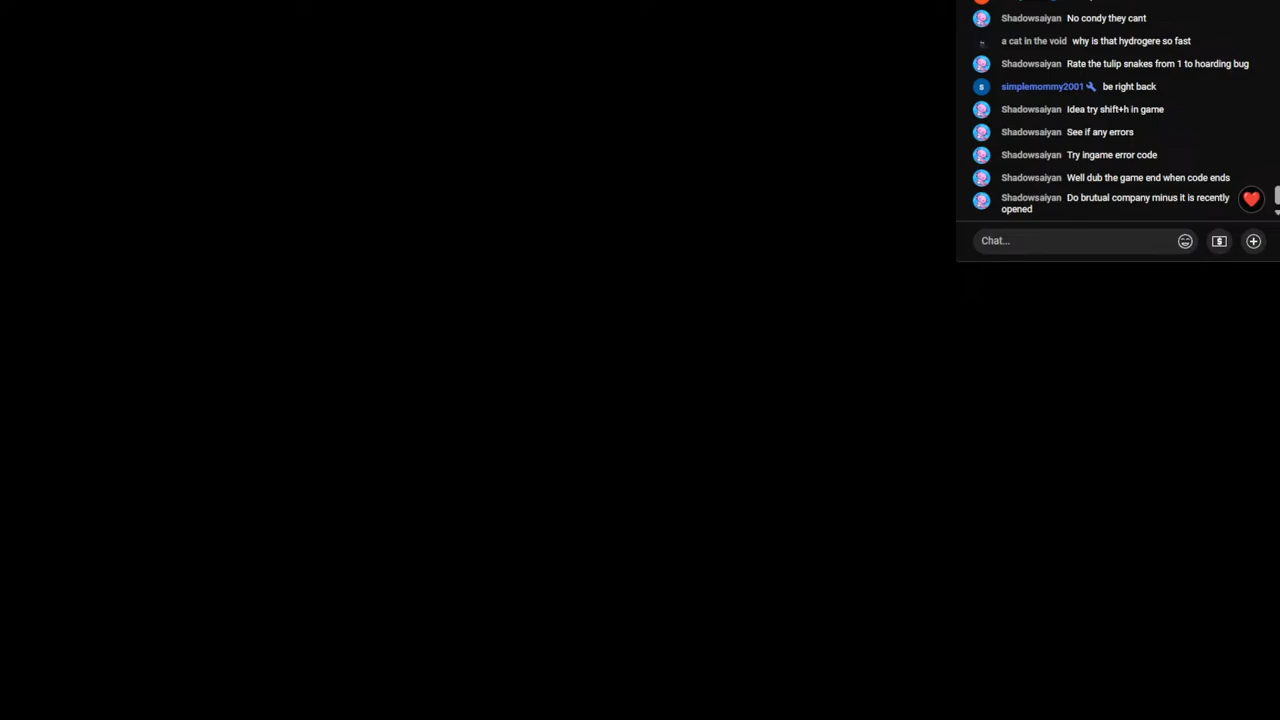 Shadowsaiyan No condy they cant
a cat in the void why is that hydrogere so fast
Shadowsaiyan Rate the tulip snakes from 1 to hoarding bug
S simplemommy2001 be right back
Shadowsaiyan Idea try shift+h in game
Shadowsaiyan See if any errors
Shadowsaiyan Try ingame error code
Shadowsaiyan Well dub the game end when code ends
Shadowsaiyan Do brutual company minus it is recently
opened
Chat...